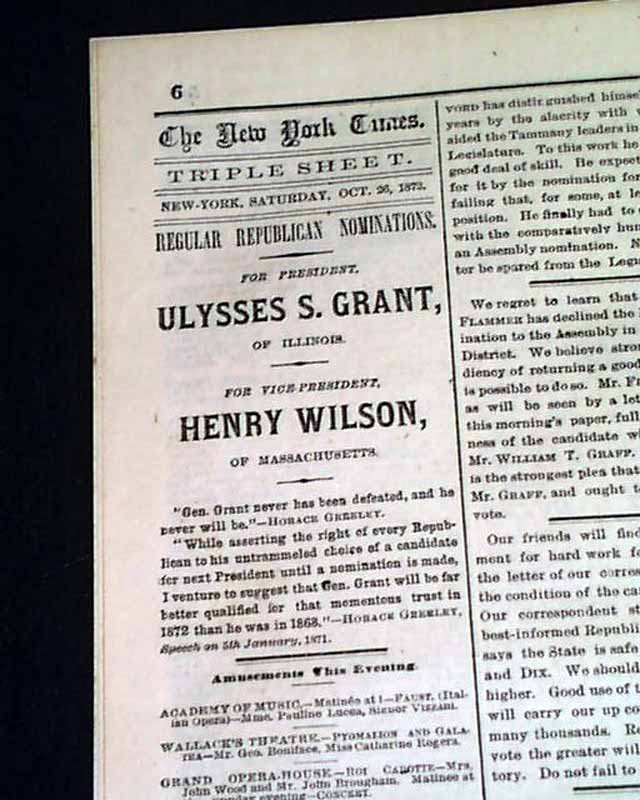 6
The New York Times.
TRIPLE SHEET.
NEW-YORK, SATURDAY, OCT. 26, 1872.
REGULAR REPUBLICAN NOMINATIONS.
FOR PRESIDENT,
ULYSSES S. GRANT,
OF ILLINOIS.
FOR VICE-PRESIDENT,
HENRY WILSON,
OF MASSACHUSETTS.
"Gen. Grant never has been defeated, and he
never will be."—HORACE GREELEY.
"While asserting the right of every Repub-
lican to his untrammeled choice of a candidate
for next President until a nomination is made,
I venture to suggest that Gen. Grant will be far
better qualified for that momentous trust in
1872 than he was in 1868."—HORACE GREELEY,
Speech on 5th January, 1871.
Amusements This Evening.
ACADEMY OF MUSIC.—Matinée at 1—FAUST, (Ital-
ian Opera)—Mme. Pauline Lucca, Signor VIZZANI.
WALLACK'S THEATRE.—PYGMALION AND GALA-
TEA—Mr. Geo. Boniface, Miss Catharine Rogers.
GRAND OPERA-HOUSE—ROI CAROTTE—Mrs.
John Wood and Mr. John Brougham. Matinée at
evening—CONCERT.
VORD has distinguished himself
years by the alacrity with
aided the Tammany leaders in
Legislature. To this work he
good deal of skill. He expect
for it by the nomination for
failing that, for some, at le
position. He finally had to
with the comparatively hum
an Assembly nomination. N
ter be spared from the Legis
We regret to learn that
FLAMMER has declined the
ination to the Assembly in
District. We believe stron
diency of returning a good
is possible to do so. Mr. F
as will be seen by a let
this morning's paper, full
ness of the candidate w
Mr. WILLIAM T. GRAFF.
is the strongest plea that
Mr. GRAFF, and ought t
vote.
Our friends will find
ment for hard work f
the letter of our corres
the condition of the ca
Our correspondent s
best-informed Republi
says the State is safe
and DIX. We should
higher. Good use of t
will carry our up co
many thousands. Re
vote the greater will
tory. Do not fail to